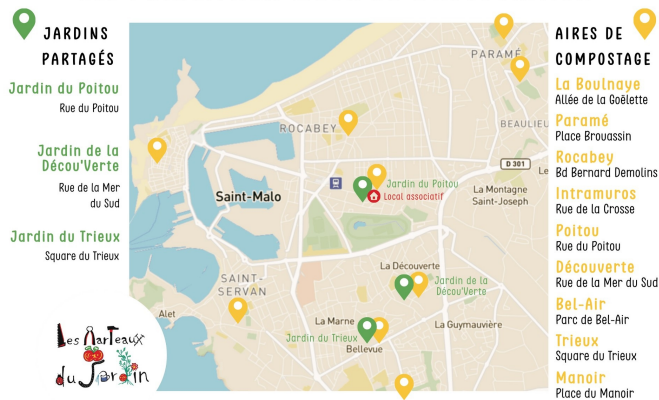 JARDINS
PARTAGÉS
Jardin du Poitou
Rue du Poitou
Jardin de la
Décou'Verte
Rue de la Mer
du Sud
Jardin du Trieux
Square du Trieux
Les MarTeaux
du Jardin
PARAMÉ
ROCABEY
BEAULIEU
D 301
Le
Jardin du Poitou
Local associatif
La Montagne
Saint-Joseph
Saint-Malo
La Découverte
Jardin de la
Décou'Verte
SAINT-
SERVAN
Alet
La Marne
Jardin du Trieux
Bellevue
La Guymauvière
AIRES DE
COMPOSTAGE
La Boulnaye
Allée de la Goëlette
Paramé
Place Brouassin
Rocabey
Bd Bernard Demolins
Intramuros
Rue de la Crosse
Poitou
Rue du Poitou
Découverte
Rue de la Mer du Sud
Bel-Air
Parc de Bel-Air
Trieux
Square du Trieux
Manoir
Place du Manoir